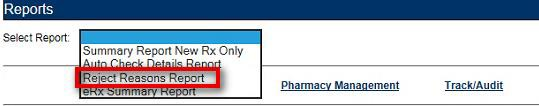 Reports
Select Report:
Summary Report New Rx Only
Auto Check Details Report
Reject Reasons Report
eRx Summary Report
Pharmacy Management Track/Audit